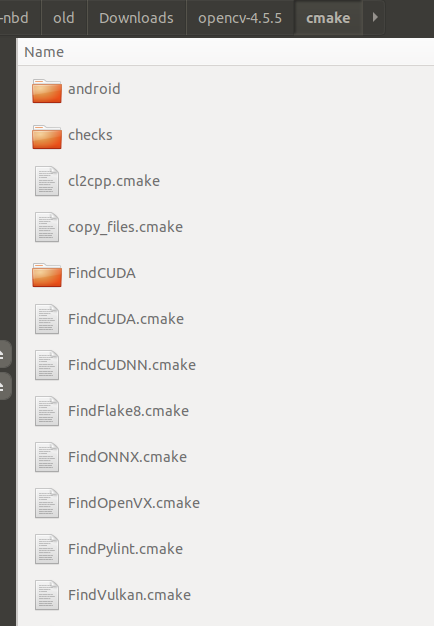 -nbd old Downloads opencv-4.5.5 cmake
Name
android
checks
cl2cpp.cmake
copy_files.cmake
FindCUDA
FindCUDA.cmake
FindCUDNN.cmake
FindFlake8.cmake
FindONNX.cmake
FindOpenVX.cmake
FindPylint.cmake
FindVulkan.cmake